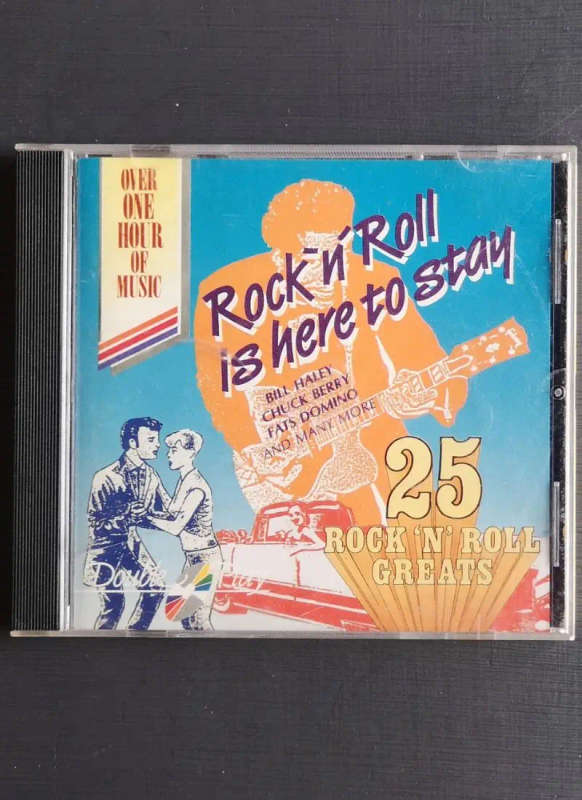 OVER
ONE
HOUR
OF
MUSIC
Rock 'n' Roll
is here to stay
BILL HALEY
CHUCK BERRY
FATS DOMINO
AND MANY MORE
25
ROCK 'N' ROLL
GREATS
Double Play